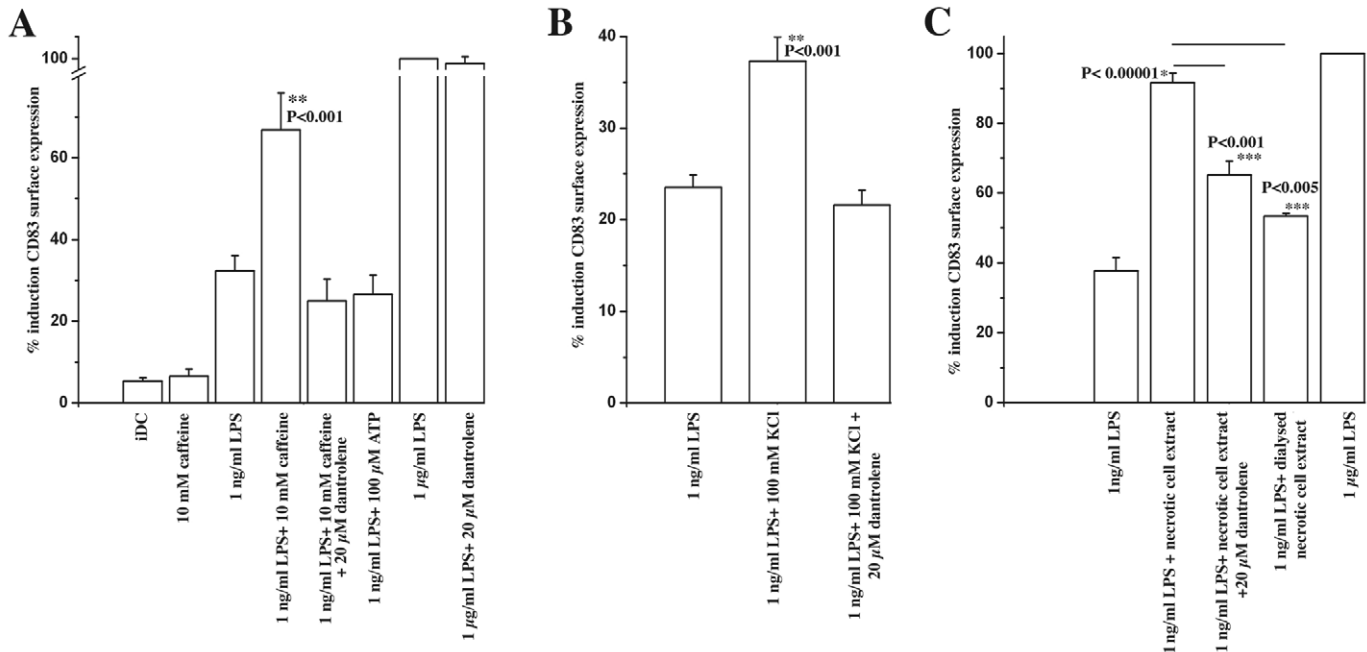 A
% induction CD83 surface expression
100
60
40
20
0
**
P<0.001
iDC
10 mM caffeine
1 ng/ml LPS
1 ng/ml LPS+ 10 mM caffeine
1 ng/ml LPS+ 10 mM caffeine
+ 20 µM dantrolene
1 ng/ml LPS+ 100 µM ATP
1 µg/ml LPS
1 µg/ml LPS+ 20 µM dantrolene
B
% induction CD83 surface expression
40
30
20
10
0
**
P<0.001
1 ng/ml LPS
1 ng/ml LPS+ 100 mM KCl
1 ng/ml LPS+ 100 mM KCl +
20 µM dantrolene
C
% induction CD83 surface expression
100
80
60
40
20
0
P< 0.00001*
P<0.001
***
P<0.005
***
1ng/ml LPS
1 ng/ml LPS + necrotic cell extract
1 ng/ml LPS+ necrotic cell extract
+20 µM dantrolene
1 ng/ml LPS+ dialysed
necrotic cell extract
1 µg/ml LPS